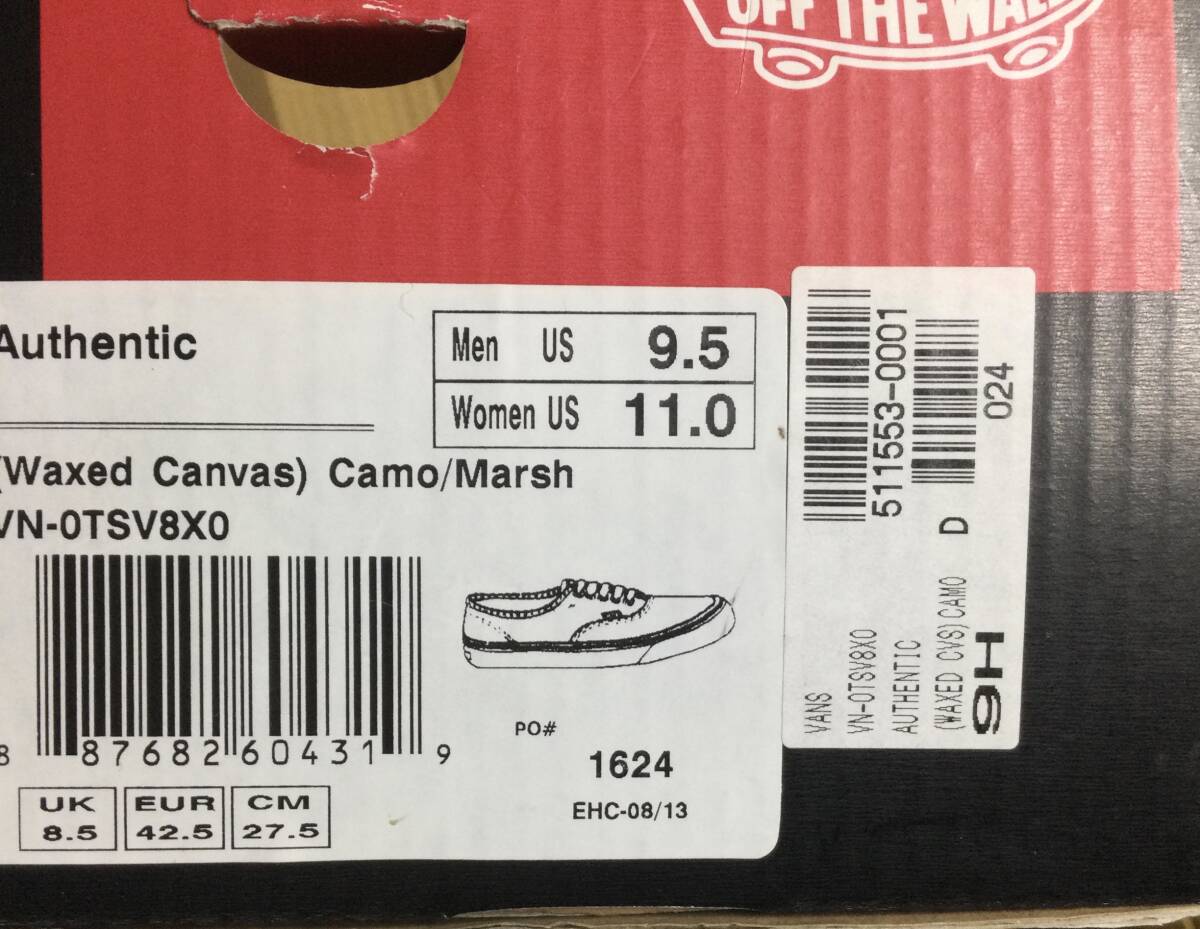 OFF THE WALL
Authentic
Men US 9.5
Women US 11.0
(Waxed Canvas) Camo/Marsh
VN-0TSV8X0
8 87682 60431 9
PO#
1624
EHC-08/13
UK
8.5
EUR
42.5
CM
27.5
511553-0001
024
D
VANS
VN-0TSV8X0
AUTHENTIC
(WAXED CVS) CAMO
9H